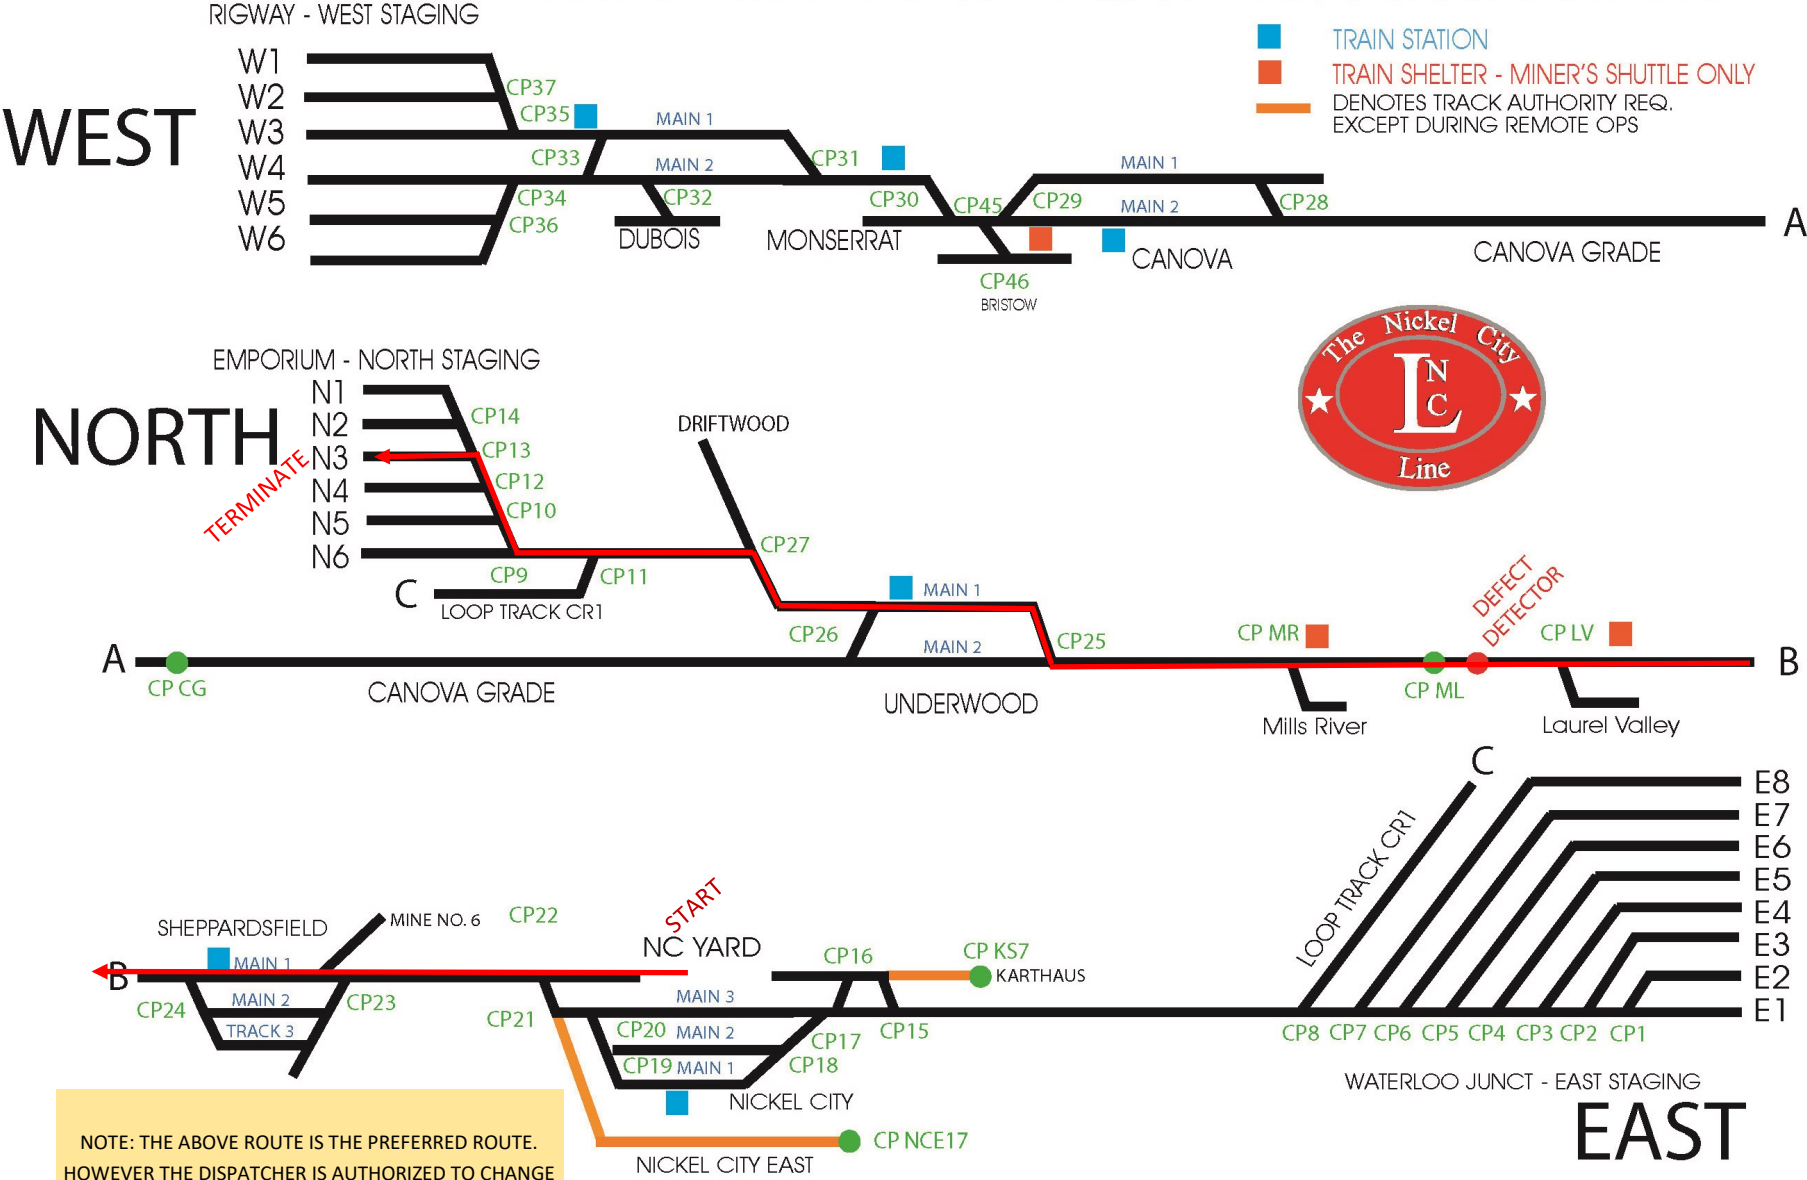 RIGWAY - WEST STAGING
WEST
W1
W2
W3
W4
W5
W6
CP37
CP35
CP33
CP34
CP36
MAIN 1
MAIN 2
CP32
DUBOIS
CP31
MONSERRAT
CP30
CP45
CP29
CP46
BRISTOW
MAIN 1
MAIN 2
CANOVA
CP28
CANOVA GRADE
A
TRAIN STATION
TRAIN SHELTER - MINER'S SHUTTLE ONLY
DENOTES TRACK AUTHORITY REQ.
EXCEPT DURING REMOTE OPS
The Nickel City
L N C
Line
EMPORIUM - NORTH STAGING
NORTH
TERMINATE
N1
N2
N3
N4
N5
N6
CP14
CP13
CP12
CP10
CP9
CP11
C
LOOP TRACK CR1
DRIFTWOOD
CP27
CP26
MAIN 1
MAIN 2
CP25
A
CP CG
CANOVA GRADE
UNDERWOOD
CP MR
Mills River
CP ML
DEFECT
DETECTOR
CP LV
Laurel Valley
B
SHEPPARDSFIELD
MINE NO. 6
B
MAIN 1
MAIN 2
TRACK 3
CP24
CP23
CP22
START
NC YARD
CP21
MAIN 3
CP20
MAIN 2
CP19
MAIN 1
NICKEL CITY
CP16
CP17
CP18
CP15
CP KS7
KARTHAUS
CP NCE17
NICKEL CITY EAST
C
LOOP TRACK CR1
E8
E7
E6
E5
E4
E3
E2
E1
CP8
CP7
CP6
CP5
CP4
CP3
CP2
CP1
WATERLOO JUNCT - EAST STAGING
EAST
NOTE: THE ABOVE ROUTE IS THE PREFERRED ROUTE.
HOWEVER THE DISPATCHER IS AUTHORIZED TO CHANGE